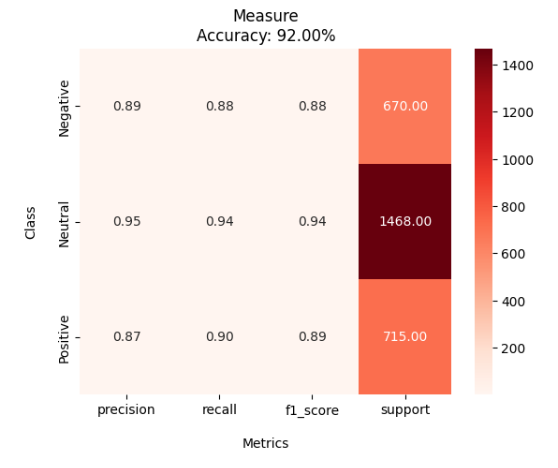 Measure
Accuracy: 92.00%
Class
Negative
0.89 0.88 0.88 670.00
Neutral
0.95 0.94 0.94 1468.00
Positive
0.87 0.90 0.89 715.00
precision recall f1_score support
Metrics
1400
1200
1000
800
600
400
200